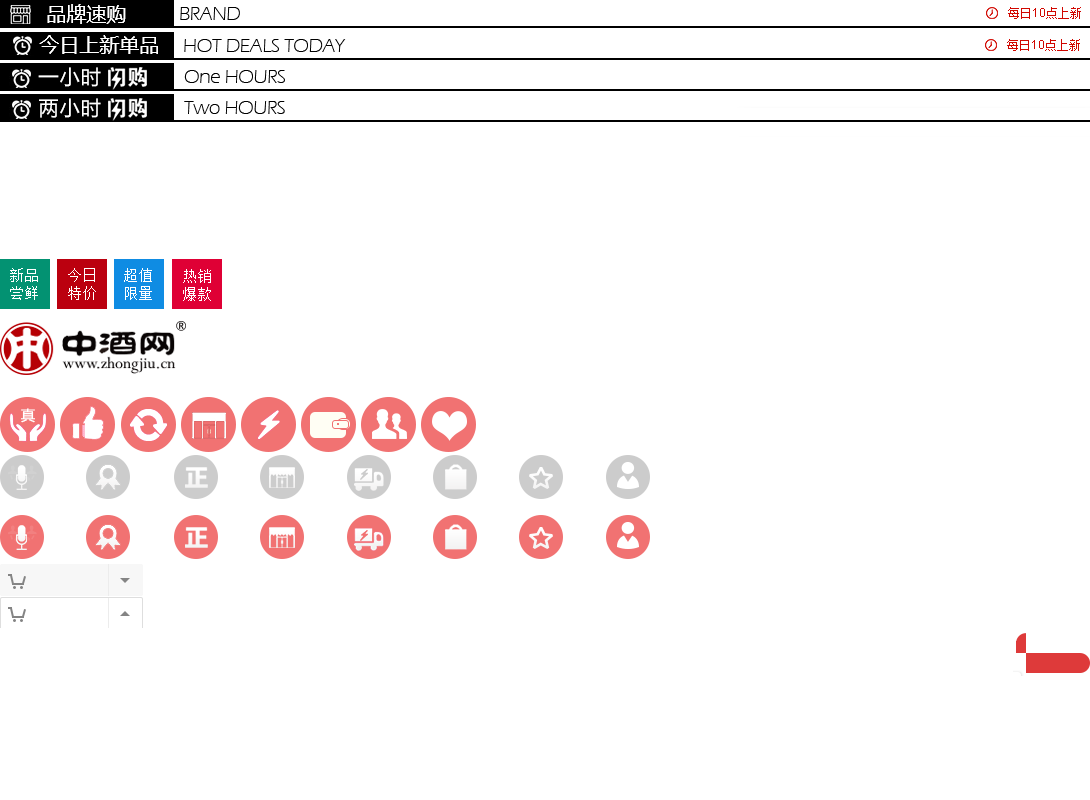 品牌速购 BRAND 每日10点上新
今日上新单品 HOT DEALS TODAY 每日10点上新
一小时 闪购 One HOURS
两小时 闪购 Two HOURS
新品 今日 超值 热销
尝鲜 特价 限量 爆款
中酒网®
www.zhongjiu.cn
真
正
正